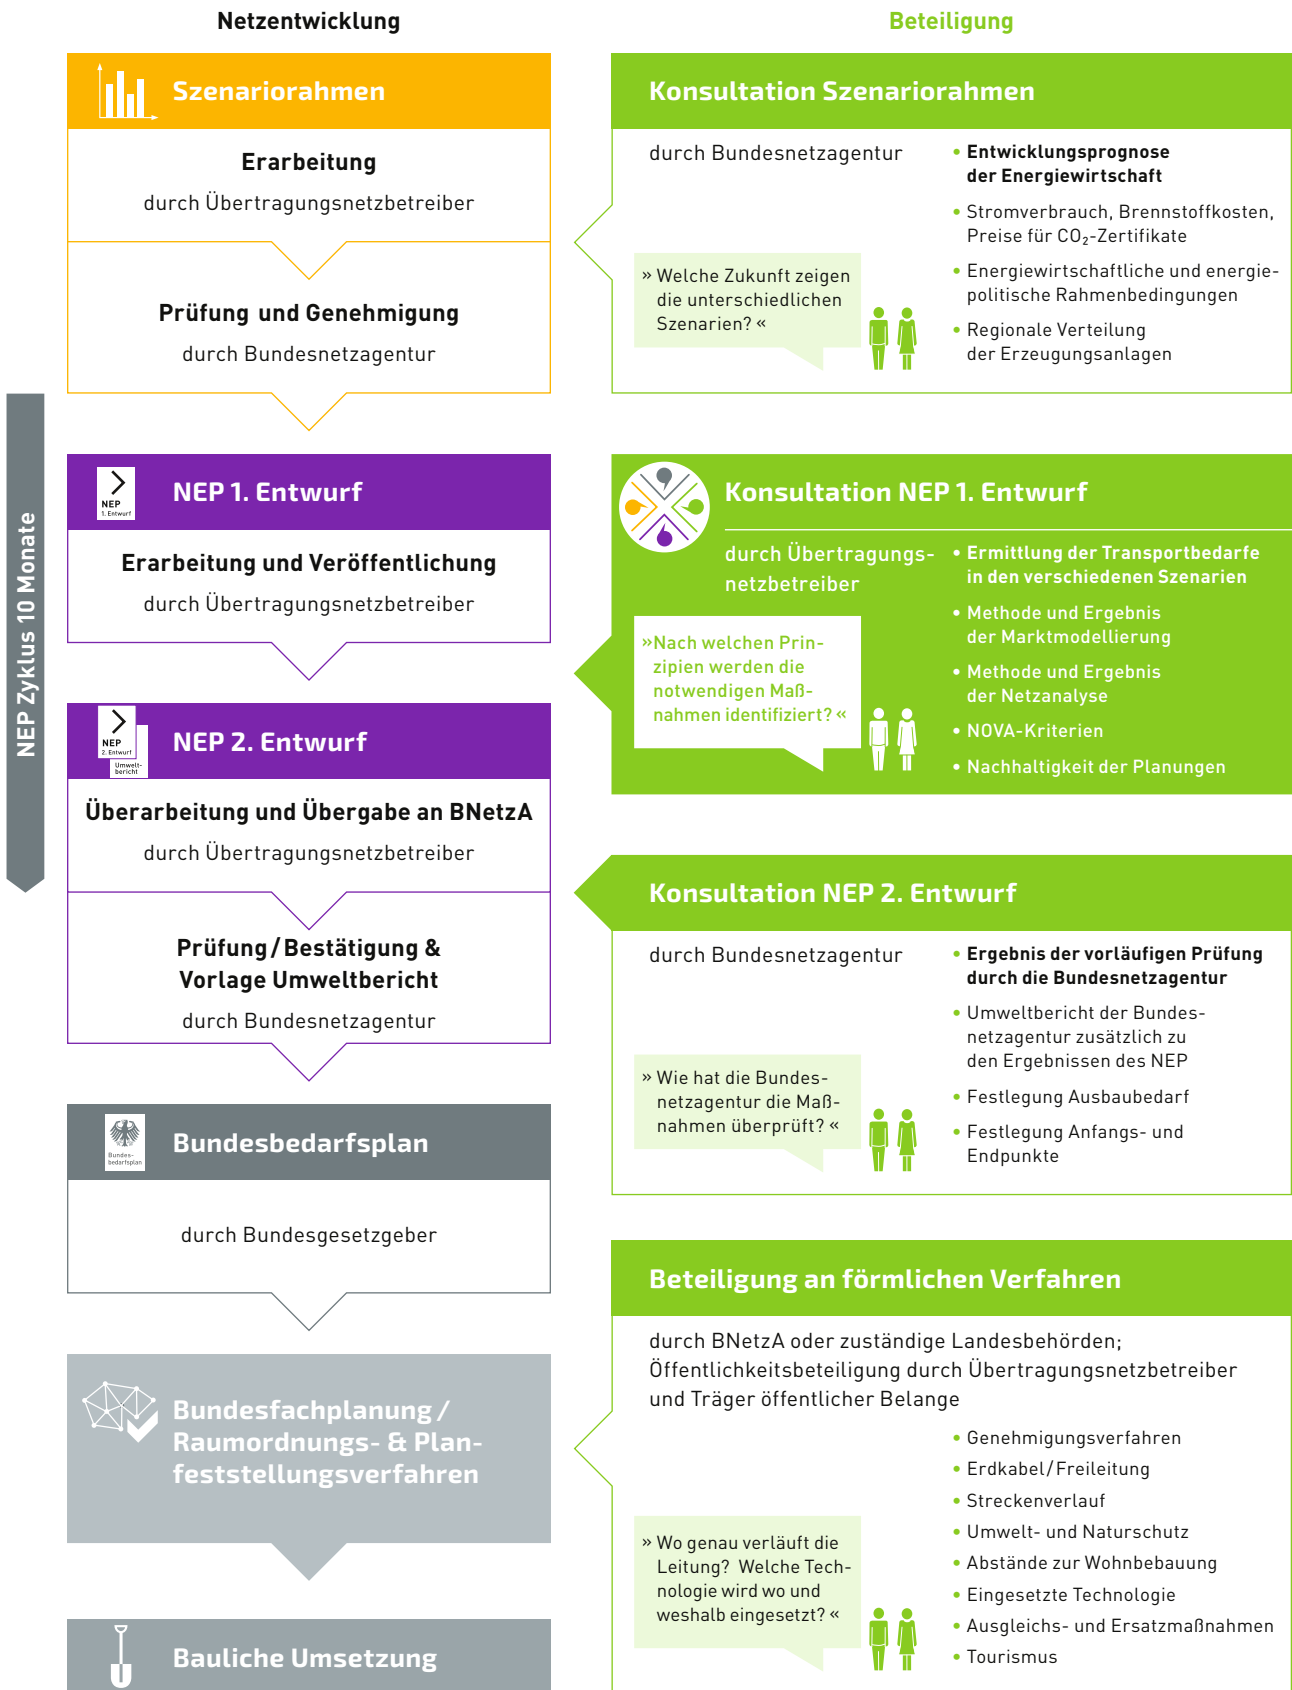 Netzentwicklung
Beteiligung
Szenariorahmen
Erarbeitung
durch Übertragungsnetzbetreiber
Prüfung und Genehmigung
durch Bundesnetzagentur
Konsultation Szenariorahmen
durch Bundesnetzagentur
» Welche Zukunft zeigen
die unterschiedlichen
Szenarien? «
• Entwicklungsprognose
der Energiewirtschaft
• Stromverbrauch, Brennstoffkosten,
Preise für CO₂-Zertifikate
• Energiewirtschaftliche und energie-
politische Rahmenbedingungen
• Regionale Verteilung
der Erzeugungsanlagen
NEP Zyklus 10 Monate
NEP
1. Entwurf
NEP 1. Entwurf
Erarbeitung und Veröffentlichung
durch Übertragungsnetzbetreiber
Konsultation NEP 1. Entwurf
durch Übertragungs-
netzbetreiber
»Nach welchen Prin-
zipien werden die
notwendigen Maß-
nahmen identifiziert? «
• Ermittlung der Transportbedarfe
in den verschiedenen Szenarien
• Methode und Ergebnis
der Marktmodellierung
• Methode und Ergebnis
der Netzanalyse
• NOVA-Kriterien
• Nachhaltigkeit der Planungen
NEP
2. Entwurf
Umwelt-
bericht
NEP 2. Entwurf
Überarbeitung und Übergabe an BNetzA
durch Übertragungsnetzbetreiber
Prüfung/Bestätigung &
Vorlage Umweltbericht
durch Bundesnetzagentur
Konsultation NEP 2. Entwurf
durch Bundesnetzagentur
» Wie hat die Bundes-
netzagentur die Maß-
nahmen überprüft? «
• Ergebnis der vorläufigen Prüfung
durch die Bundesnetzagentur
• Umweltbericht der Bundes-
netzagentur zusätzlich zu
den Ergebnissen des NEP
• Festlegung Ausbaubedarf
• Festlegung Anfangs- und
Endpunkte
Bundes-
bedarfsplan
Bundesbedarfsplan
durch Bundesgesetzgeber
Bundesfachplanung/
Raumordnungs- & Plan-
feststellungsverfahren
Bauliche Umsetzung
Beteiligung an förmlichen Verfahren
durch BNetzA oder zuständige Landesbehörden;
Öffentlichkeitsbeteiligung durch Übertragungsnetzbetreiber
und Träger öffentlicher Belange
» Wo genau verläuft die
Leitung? Welche Tech-
nologie wird wo und
weshalb eingesetzt? «
• Genehmigungsverfahren
• Erdkabel/Freileitung
• Streckenverlauf
• Umwelt- und Naturschutz
• Abstände zur Wohnbebauung
• Eingesetzte Technologie
• Ausgleichs- und Ersatzmaßnahmen
• Tourismus